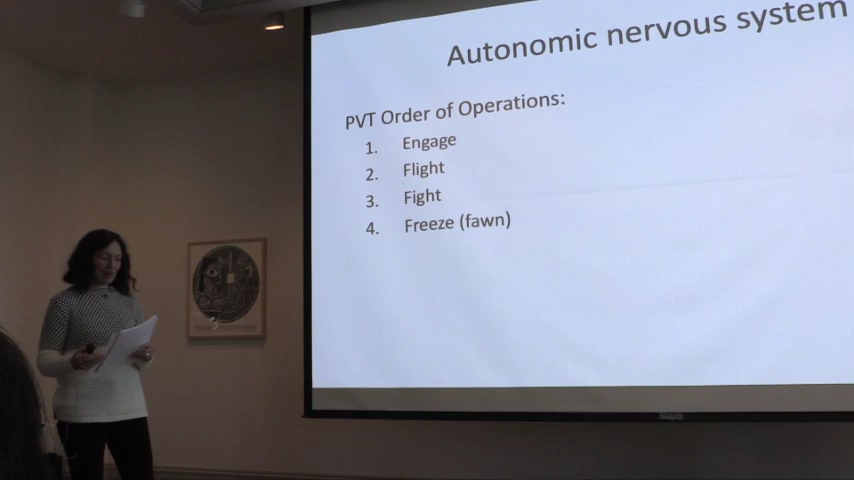 Autonomic nervous system
PVT Order of Operations:
1. Engage
2. Flight
3. Fight
4. Freeze (fawn)